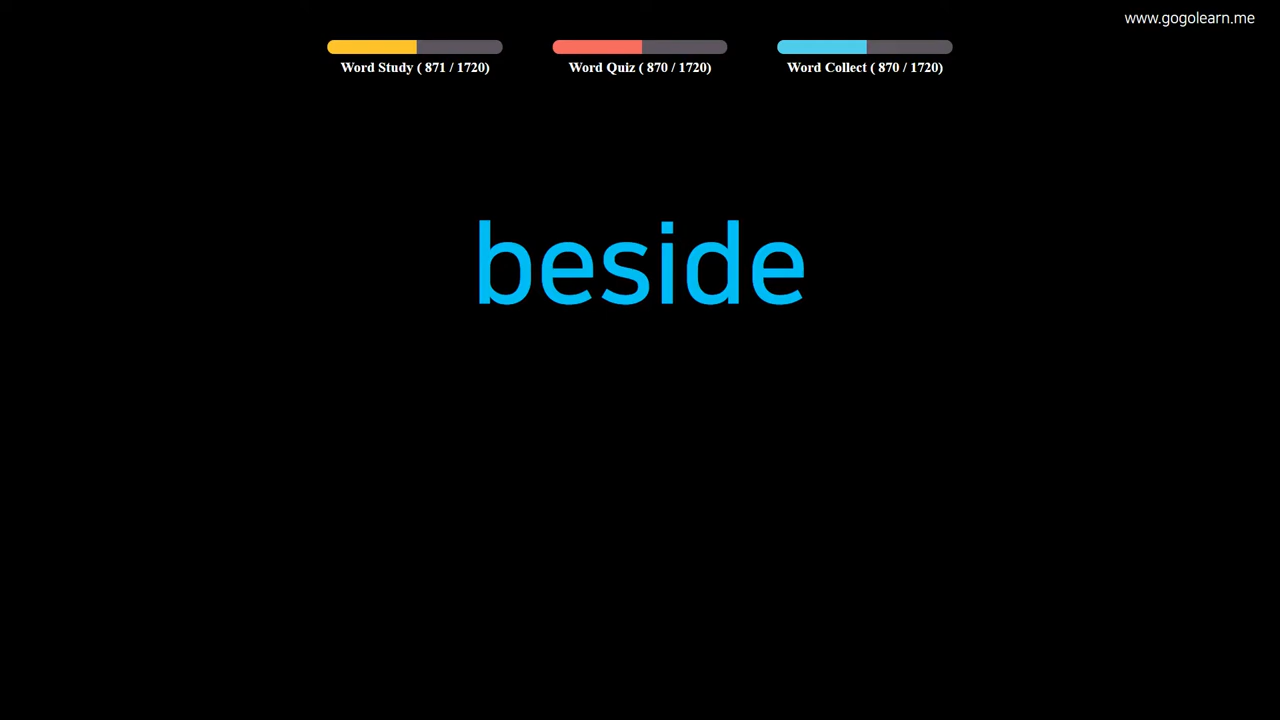 www.gogolearn.me
Word Study ( 871 / 1720) Word Quiz ( 870 / 1720) Word Collect ( 870 / 1720)
beside